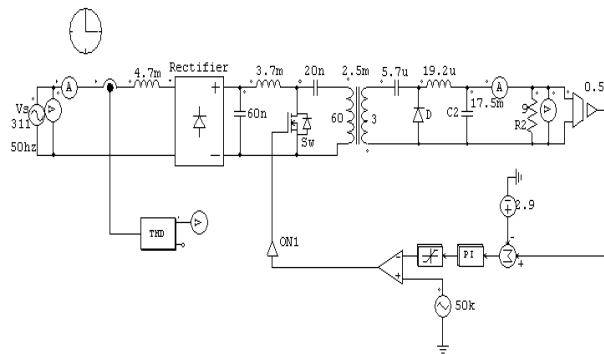 Rectifier
4.7m
3.7m
20n
2.5m
5.7u
19.2u
0.5
Vs
311
50hz
60n
Sw
60
3
D
C2
17.5m
9
R2
A
A
V
V
THD
V
ON1
PI
2.9
50k